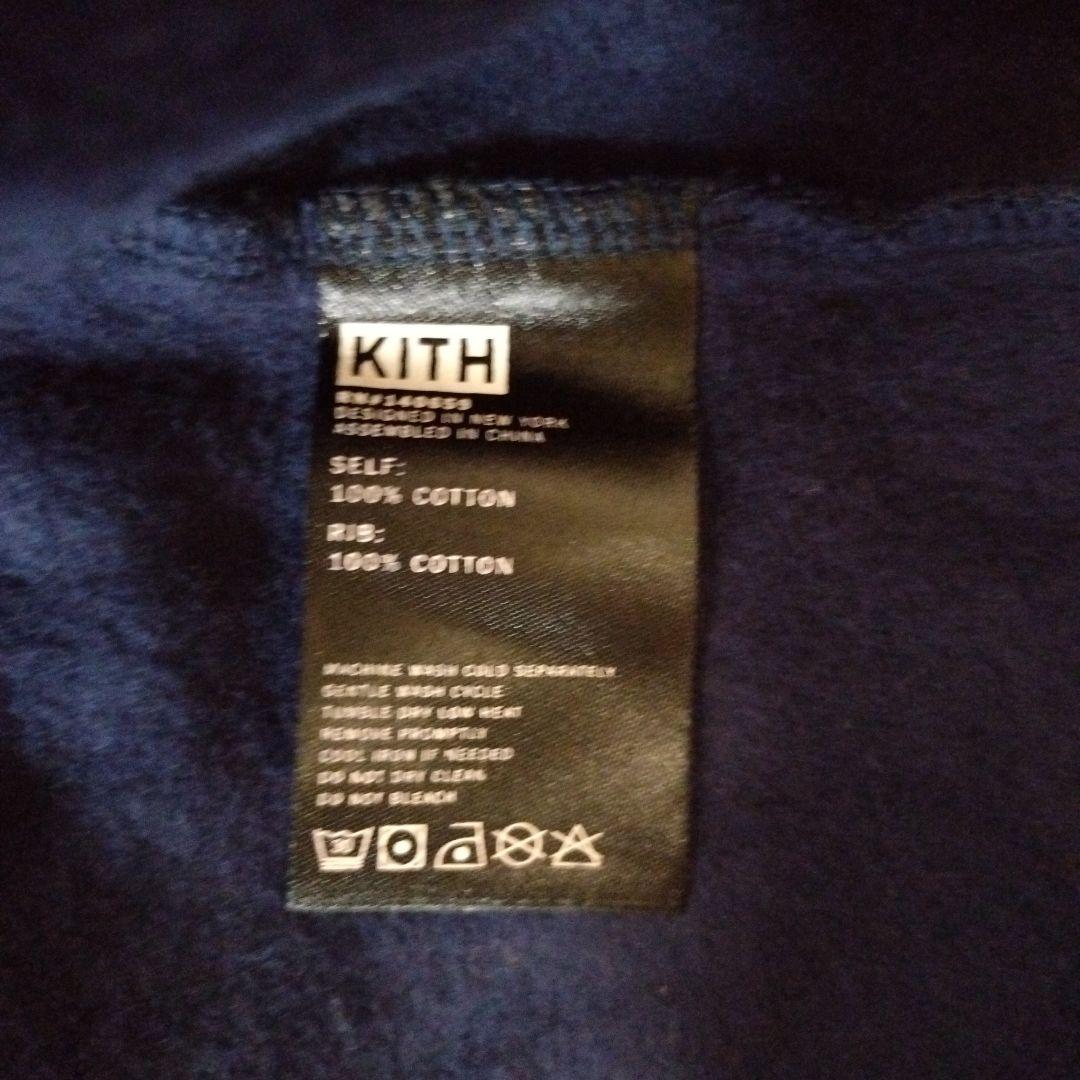 KITH
DESIGNED IN NEW YORK
ASSEMBLED IN CHINA
SELF:
100% COTTON
RIB:
100% COTTON
MACHINE WASH COLD SEPARATELY
GENTLE WASH CYCLE
TUMBLE DRY LOW HEAT
REMOVE PROMPTLY
COOL IRON IF NEEDED
DO NOT DRY CLEAN
DO NOT BLEACH